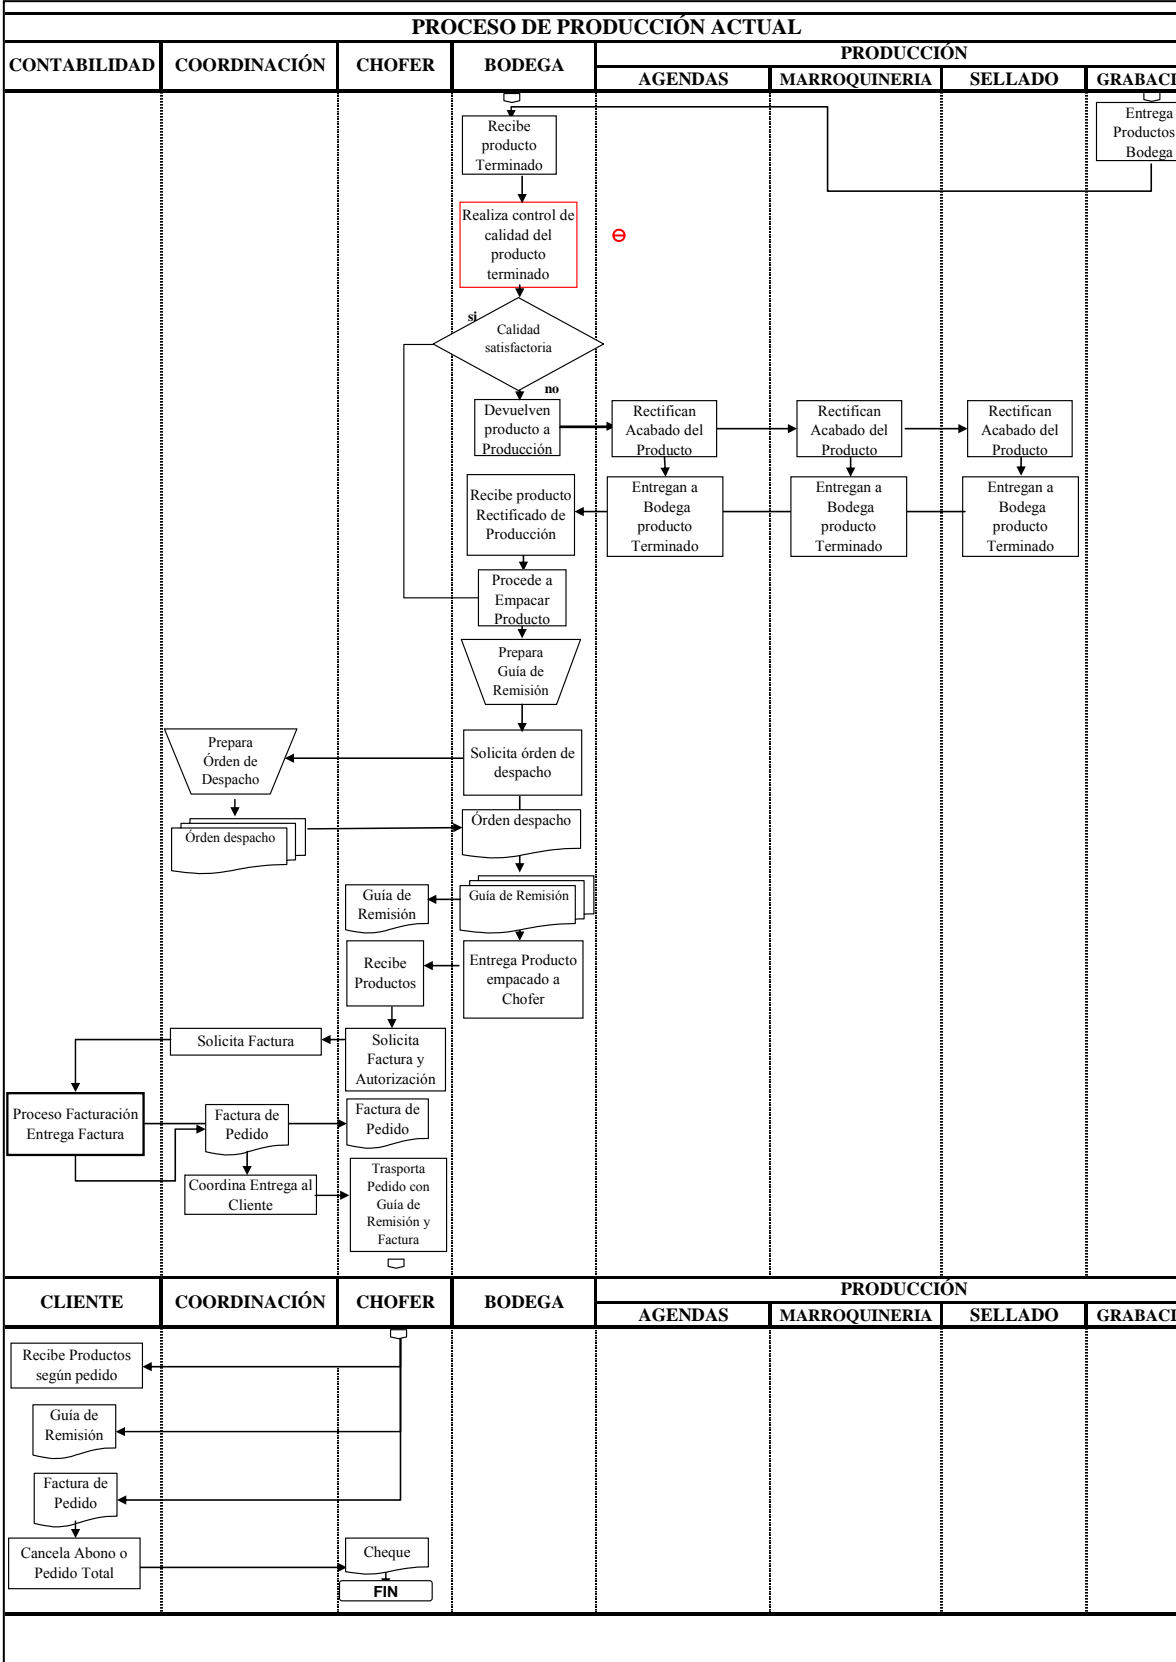 PROCESO DE PRODUCCIÓN ACTUAL
CONTABILIDAD
COORDINACIÓN
CHOFER
BODEGA
PRODUCCIÓN
AGENDAS
MARROQUINERIA
SELLADO
GRABACI
Entrega
Productos
Bodega
Recibe
producto
Terminado
Realiza control de
calidad del
producto
terminado
si
Calidad
satisfactoria
no
Devuelven
producto a
Producción
Rectifican
Acabado del
Producto
Rectifican
Acabado del
Producto
Rectifican
Acabado del
Producto
Recibe producto
Rectificado de
Producción
Entregan a
Bodega
producto
Terminado
Entregan a
Bodega
producto
Terminado
Entregan a
Bodega
producto
Terminado
Procede a
Empacar
Producto
Prepara
Guía de
Remisión
Prepara
Órden de
Despacho
Solicita órden de
despacho
Órden despacho
Órden despacho
Guía de
Remisión
Guía de Remisión
Recibe
Productos
Entrega Producto
empacado a
Chofer
Solicita Factura
Solicita
Factura y
Autorización
Proceso Facturación
Entrega Factura
Factura de
Pedido
Factura de
Pedido
Coordina Entrega al
Cliente
Trasporta
Pedido con
Guía de
Remisión y
Factura
CLIENTE
COORDINACIÓN
CHOFER
BODEGA
PRODUCCIÓN
AGENDAS
MARROQUINERIA
SELLADO
GRABACI
Recibe Productos
según pedido
Guía de
Remisión
Factura de
Pedido
Cancela Abono o
Pedido Total
Cheque
FIN